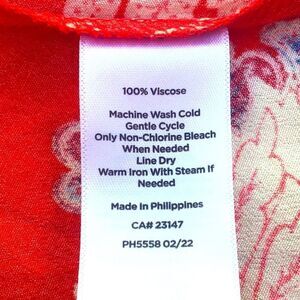 100% Viscose
Machine Wash Cold
Gentle Cycle
Only Non-Chlorine Bleach
When Needed
Line Dry
Warm Iron With Steam If
Needed
Made In Philippines
CA# 23147
PH5558 02/22